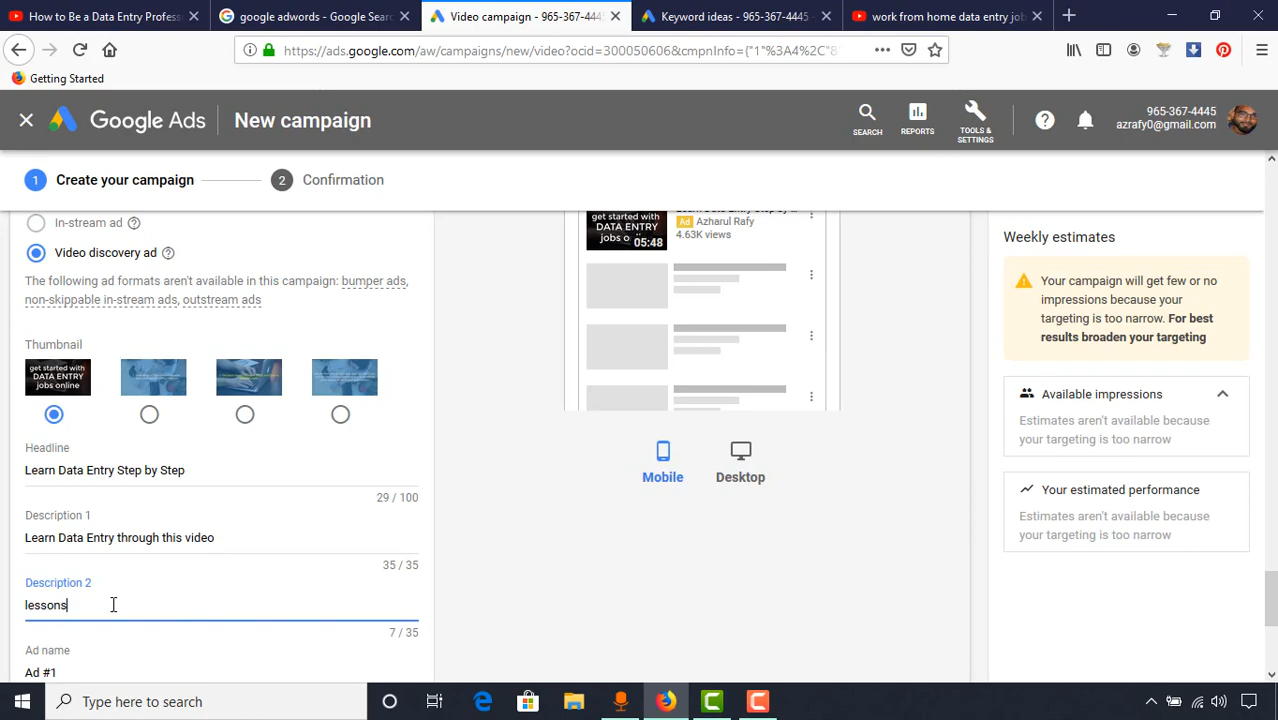 How to Be a Data Entry Profess
google adwords - Google Sear
Video campaign - 965-367-4445
Keyword ideas - 965-367-4445
work from home data entry job
https://ads.google.com/aw/campaigns/new/video?ocid=300050606&cmpnInfo={"1"%3A4%2C"8"
Getting Started
Google Ads
New campaign
SEARCH
REPORTS
TOOLS &
SETTINGS
965-367-4445
azrafy0@gmail.com
1 Create your campaign
2 Confirmation
In-stream ad
Video discovery ad
The following ad formats aren't available in this campaign: bumper ads,
non-skippable in-stream ads, outstream ads
Thumbnail
get started with
DATA ENTRY
jobs online
Headline
Learn Data Entry Step by Step
29 / 100
Description 1
Learn Data Entry through this video
35 / 35
Description 2
lessons
7 / 35
Ad name
Ad #1
get started with
DATA ENTRY
05:48
Learn Data Entry Step by ...
Ad Azharul Rafy
4.63K views
Mobile
Desktop
Weekly estimates
Your campaign will get few or no
impressions because your
targeting is too narrow. For best
results broaden your targeting
Available impressions
Estimates aren't available because
your targeting is too narrow
Your estimated performance
Estimates aren't available because
your targeting is too narrow
Type here to search